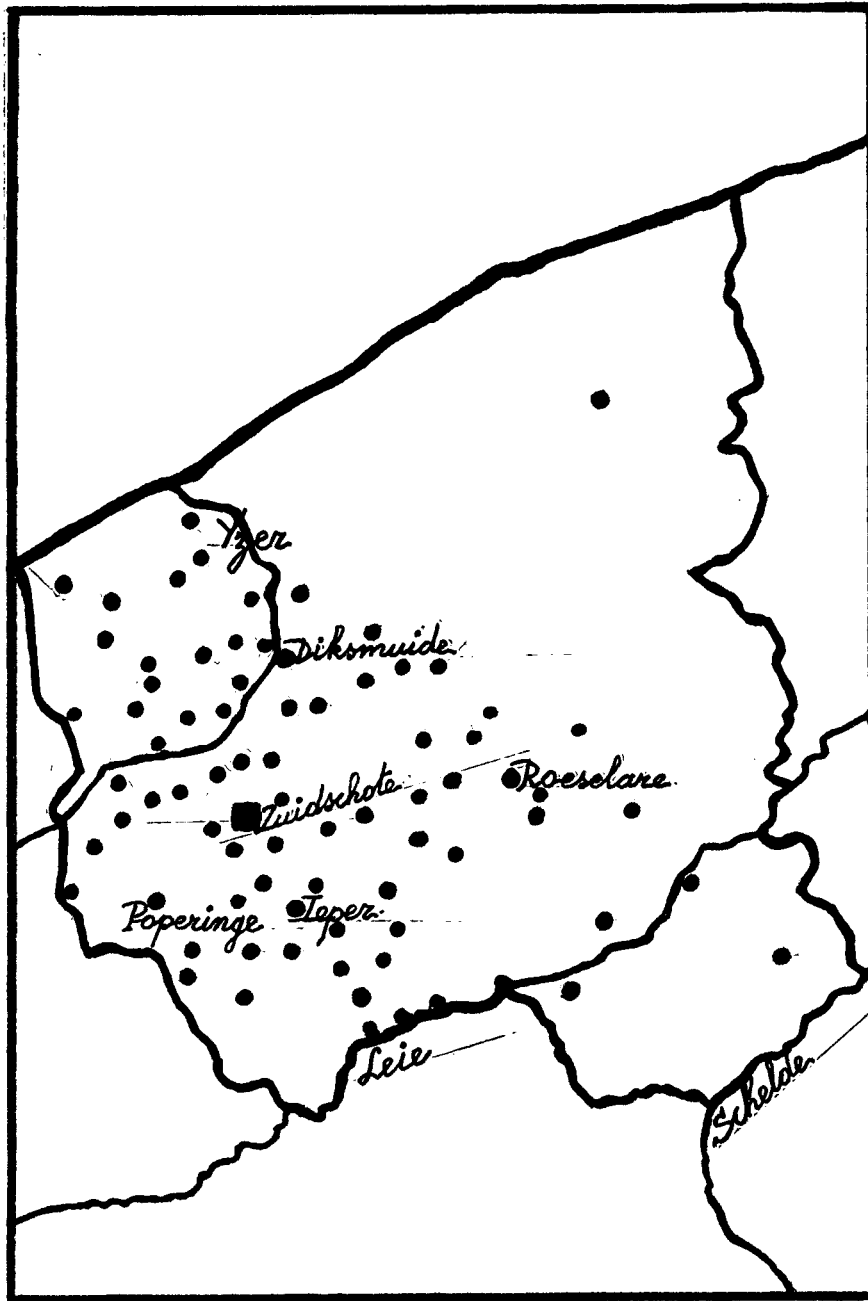 Yzer
Diksmuide
Roeselare
Zuidschote
Poperinge
Ieper
Leie
Schelde